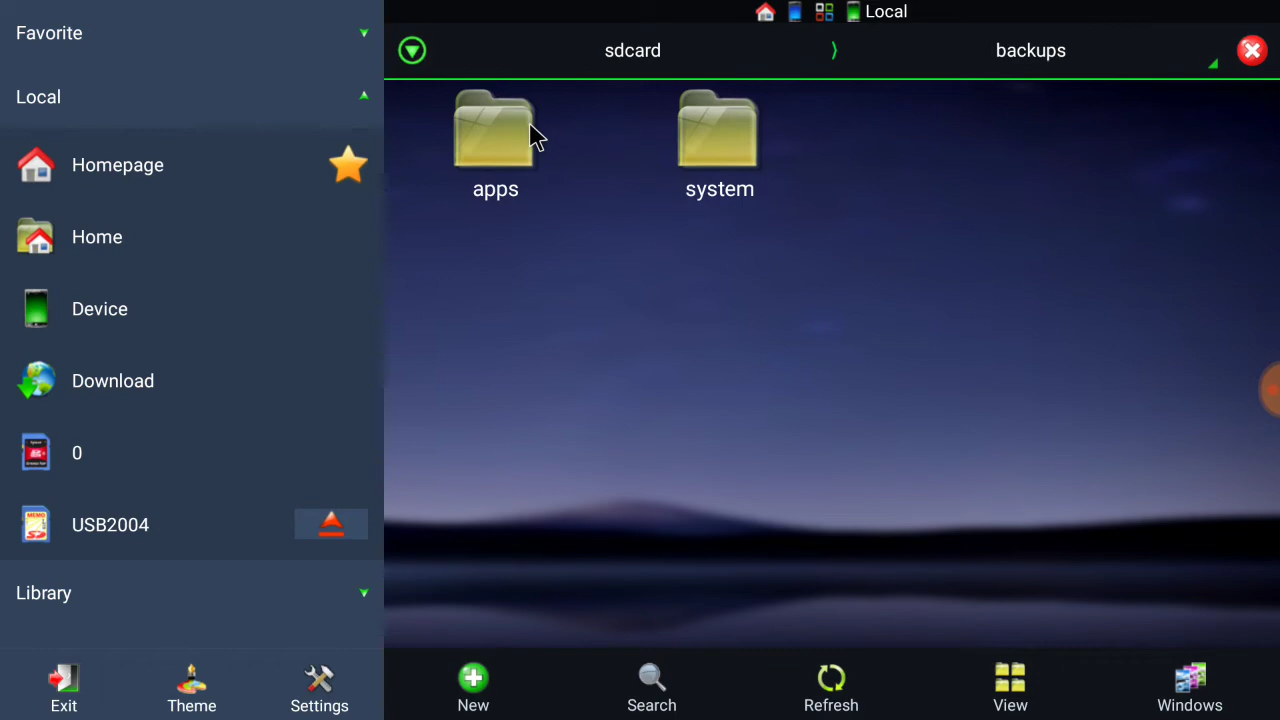 Local
sdcard
backups
Favorite
Local
Homepage
Home
Device
Download
0
USB2004
Library
Exit
Theme
Settings
apps
system
New
Search
Refresh
View
Windows